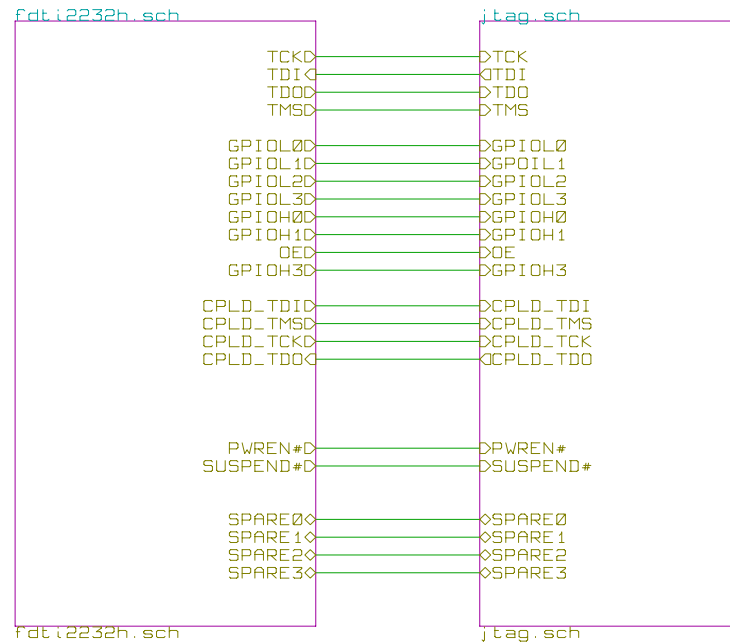 fdti2232h.sch jtag.sch
TCK TCK
TDI TDI
TDO TDO
TMS TMS
GPIOL0 GPIOL0
GPIOL1 GPOIL1
GPIOL2 GPIOL2
GPIOL3 GPIOL3
GPIOH0 GPIOH0
GPIOH1 GPIOH1
OE OE
GPIOH3 GPIOH3
CPLD_TDI CPLD_TDI
CPLD_TMS CPLD_TMS
CPLD_TCK CPLD_TCK
CPLD_TDO CPLD_TDO
PWREN# PWREN#
SUSPEND# SUSPEND#
SPARE0 SPARE0
SPARE1 SPARE1
SPARE2 SPARE2
SPARE3 SPARE3
fdti2232h.sch jtag.sch